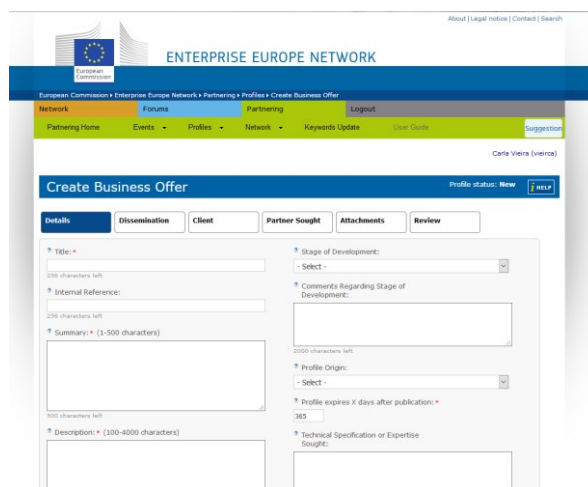 About | Legal notice | Contact | Search
ENTERPRISE EUROPE NETWORK
European
Commission
European Commission Enterprise Europe Network Partnering Profiles Create Business Offer
Network Forums Partnering Logout
Partnering Home Events Profiles Network Keywords Update User Guide Suggestion
Carla Vieira (vieirca)
Create Business Offer Profile status: New i HELP
Details Dissemination Client Partner Sought Attachments Review
? Title: *
256 characters left
? Internal Reference:
256 characters left
? Summary: * (1-500 characters)
500 characters left
? Description: * (100-4000 characters)
? Stage of Development:
- Select -
? Comments Regarding Stage of
Development:
2000 characters left
? Profile Origin:
- Select -
? Profile expires X days after publication: *
365
? Technical Specification or Expertise
Sought: